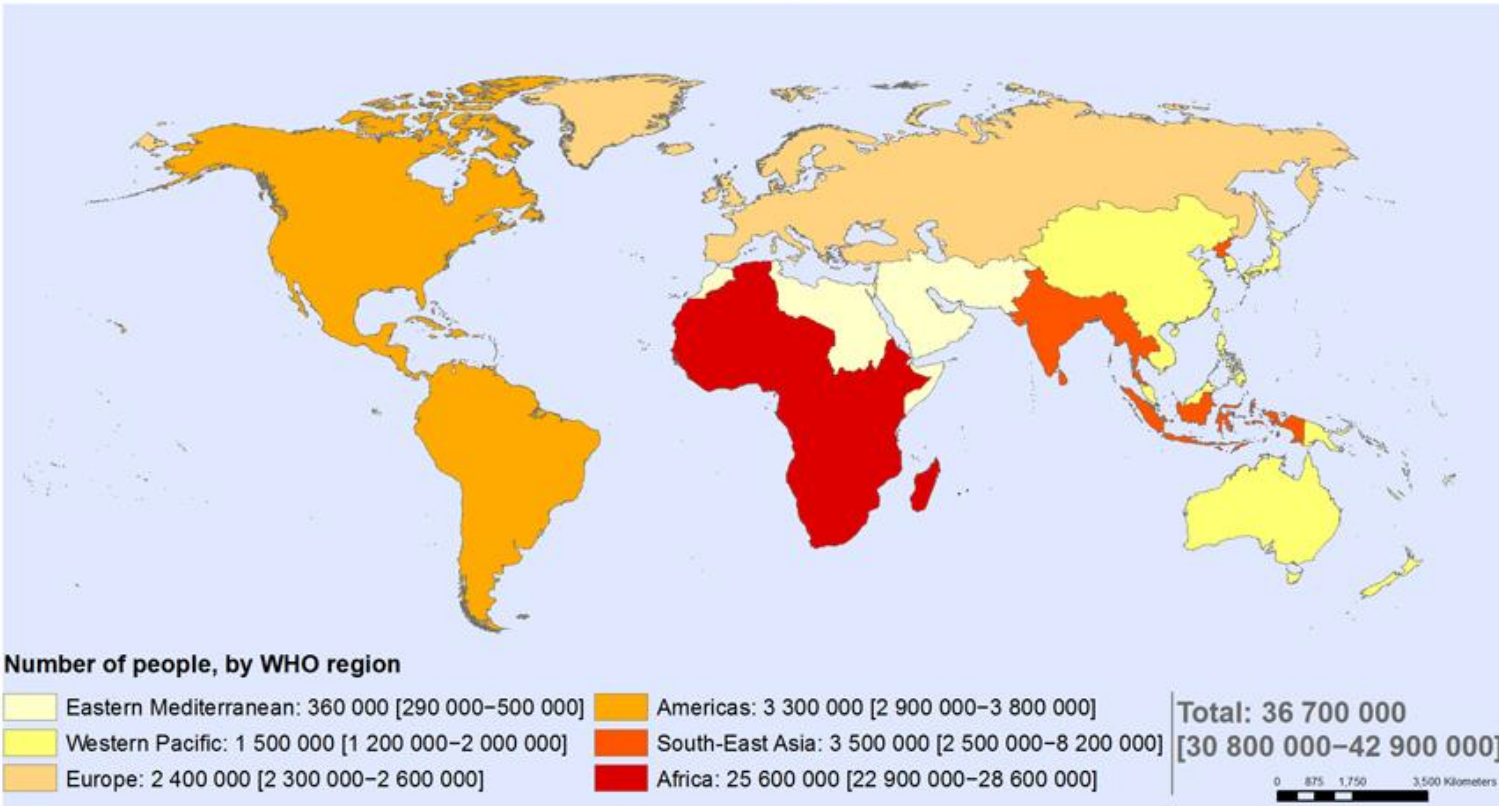 Number of people, by WHO region
Eastern Mediterranean: 360 000 [290 000–500 000]
Western Pacific: 1 500 000 [1 200 000–2 000 000]
Europe: 2 400 000 [2 300 000–2 600 000]
Americas: 3 300 000 [2 900 000–3 800 000]
South-East Asia: 3 500 000 [2 500 000–8 200 000]
Africa: 25 600 000 [22 900 000–28 600 000]
Total: 36 700 000
[30 800 000–42 900 000]
0 875 1,750 3,500 Kilometers